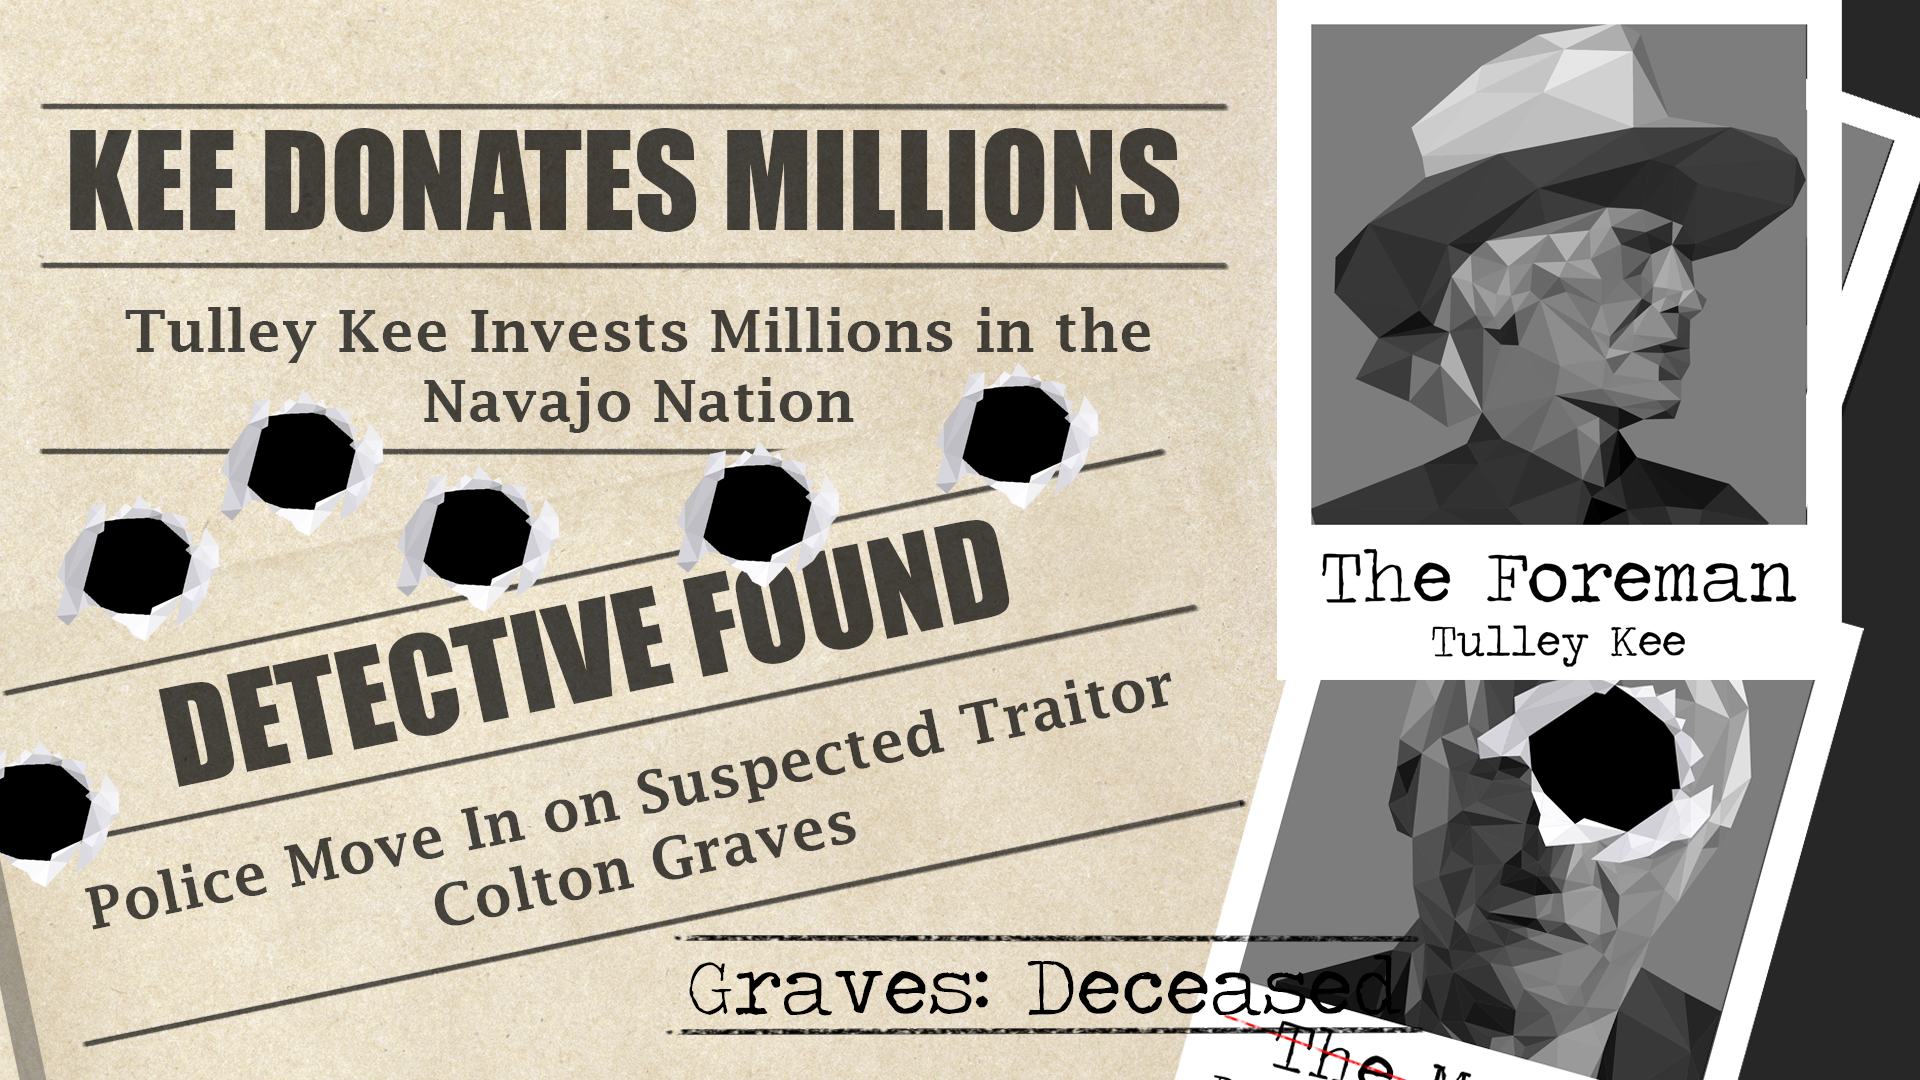 KEE DONATES MILLIONS
Tulley Kee Invests Millions in the
Navajo Nation
DETECTIVE FOUND
Police Move In on Suspected Traitor
Colton Graves
The Foreman
Tulley Kee
Graves: Deceased
The